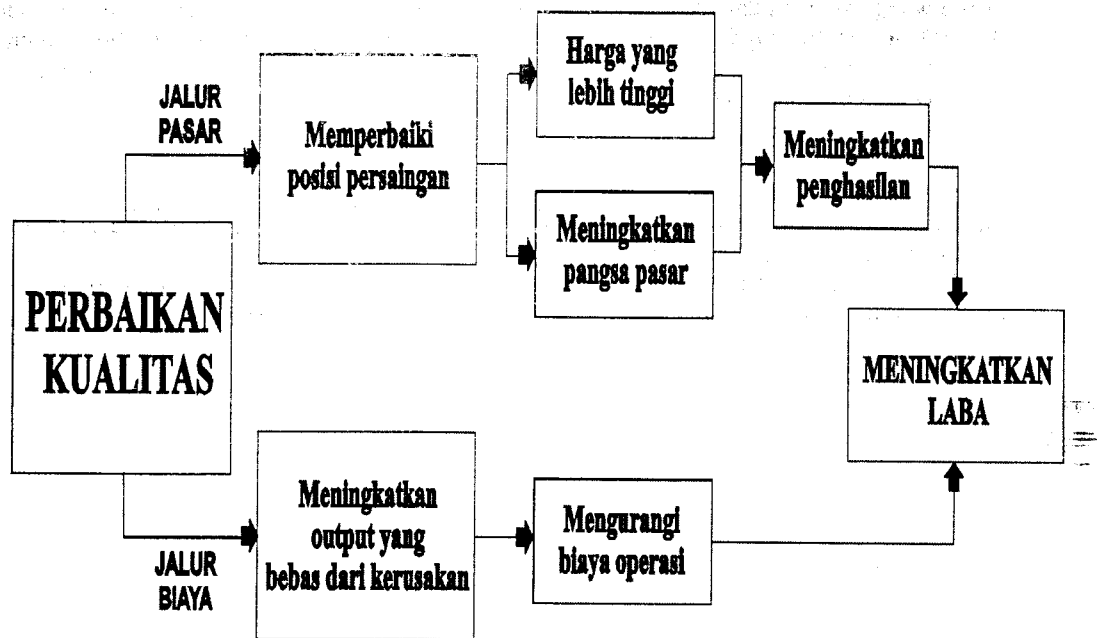 JALUR
PASAR
Memperbaiki
posisi persaingan
Harga yang
lebih tinggi
Meningkatkan
pangsa pasar
Meningkatkan
penghasilan
PERBAIKAN
KUALITAS
MENINGKATKAN
LABA
JALUR
BIAYA
Meningkatkan
output yang
bebas dari kerusakan
Mengurangi
biaya operasi